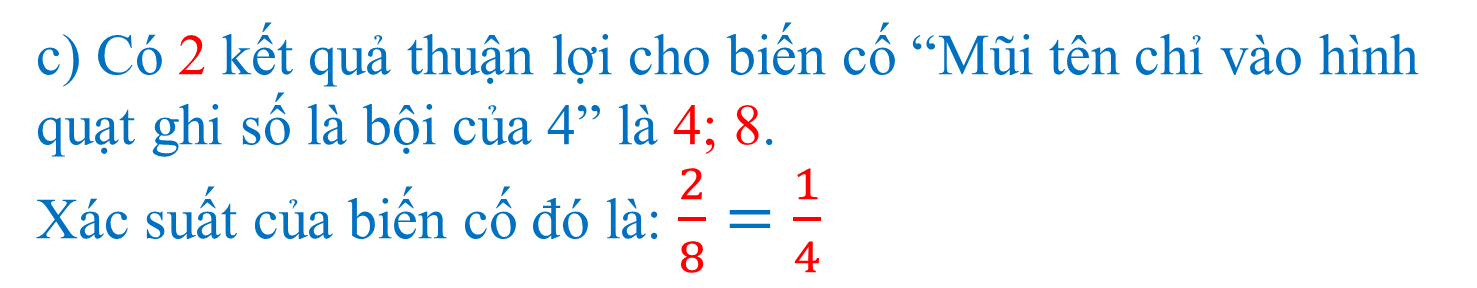 c) Có 2 kết quả thuận lợi cho biến cố “Mũi tên chỉ vào hình
quạt ghi số là bội của 4” là 4; 8.
Xác suất của biến cố đó là: 2/8 = 1/4